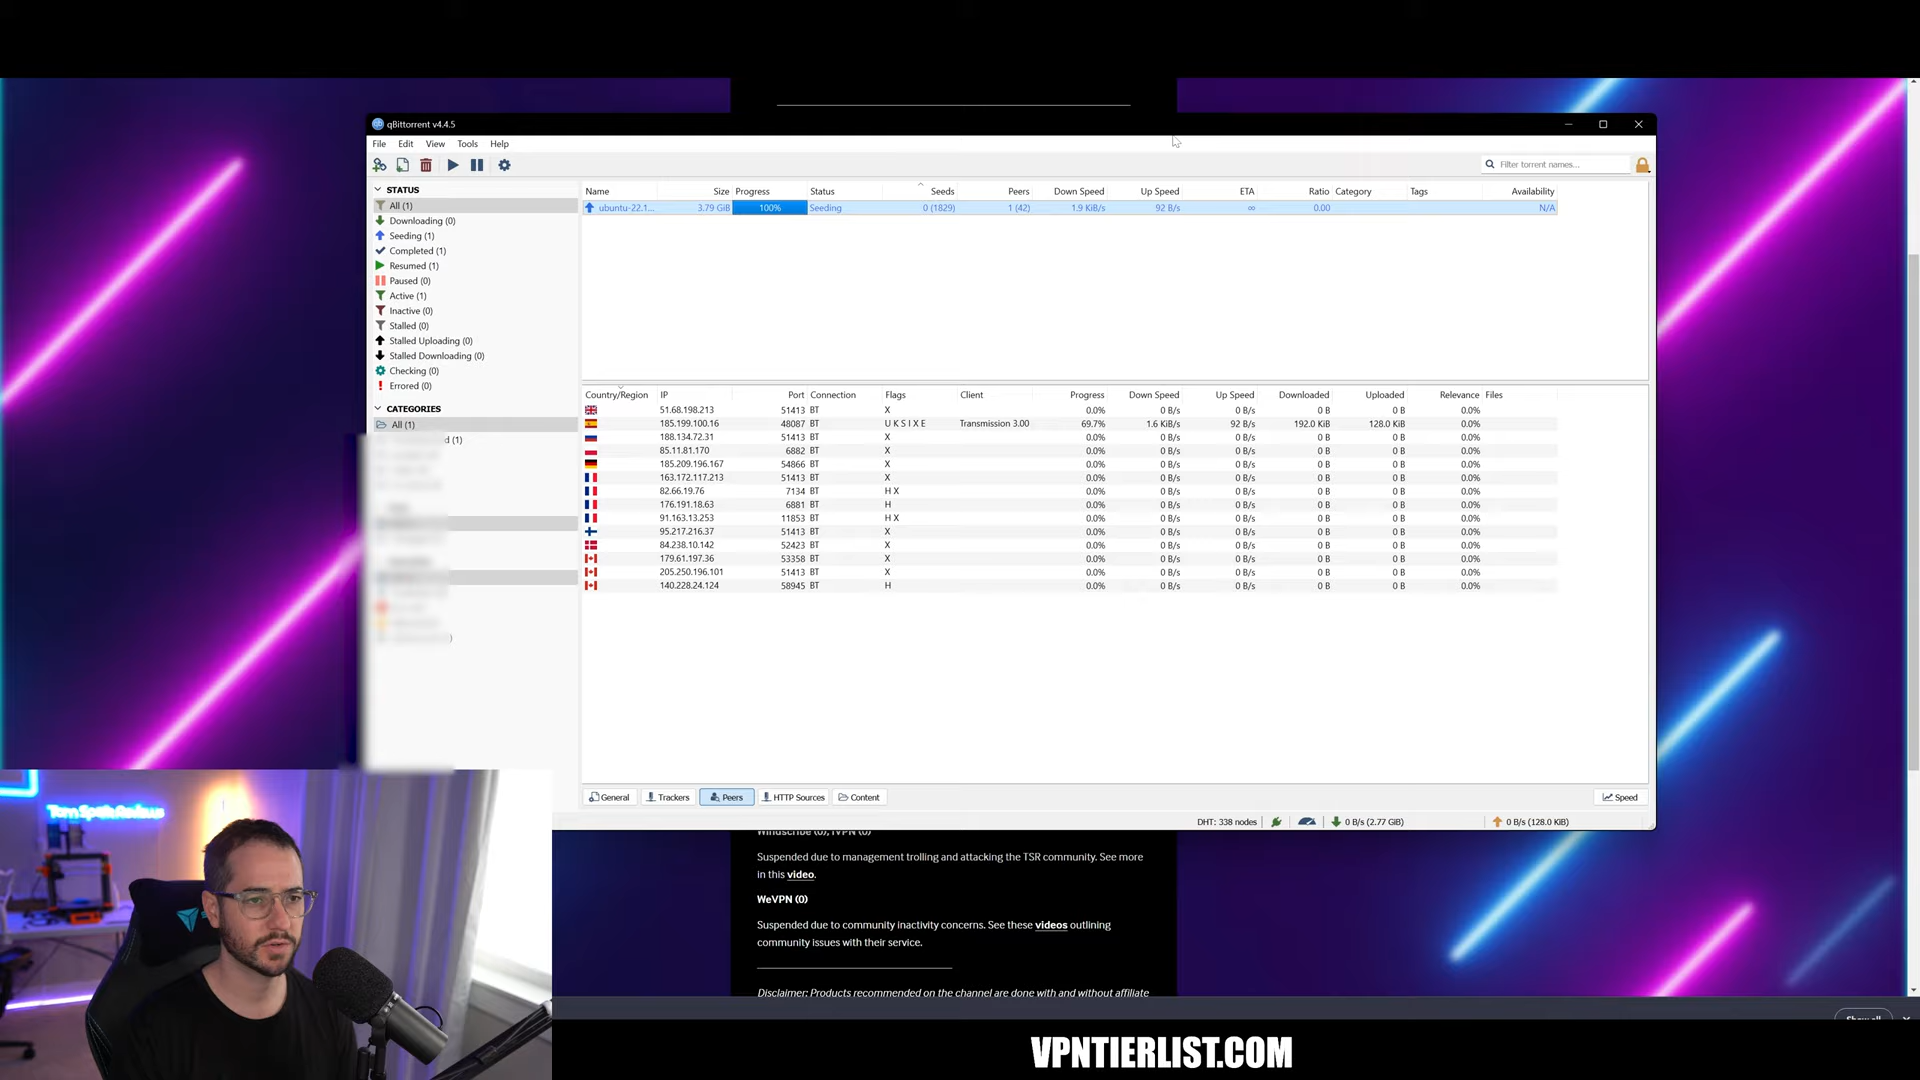 qBittorrent v4.4.5
File Edit View Tools Help
Filter torrent names...
STATUS
All (1)
Downloading (0)
Seeding (1)
Completed (1)
Resumed (1)
Paused (0)
Active (1)
Inactive (0)
Stalled (0)
Stalled Uploading (0)
Stalled Downloading (0)
Checking (0)
Errored (0)
CATEGORIES
All (1)
d (1)
Name Size Progress Status Seeds Peers Down Speed Up Speed ETA Ratio Category Tags Availability
ubuntu-22.1... 3.79 GiB 100% Seeding 0 (1829) 1 (42) 1.9 KiB/s 92 B/s ∞ 0.00 N/A
Country/Region IP Port Connection Flags Client Progress Down Speed Up Speed Downloaded Uploaded Relevance Files
51.68.198.213 51413 BT X 0.0% 0 B/s 0 B/s 0 B 0 B 0.0%
185.199.100.16 48087 BT U K S I X E Transmission 3.00 69.7% 1.6 KiB/s 92 B/s 192.0 KiB 128.0 KiB 0.0%
188.134.72.31 51413 BT X 0.0% 0 B/s 0 B/s 0 B 0 B 0.0%
85.11.81.170 6882 BT X 0.0% 0 B/s 0 B/s 0 B 0 B 0.0%
185.209.196.167 54866 BT X 0.0% 0 B/s 0 B/s 0 B 0 B 0.0%
163.172.117.213 51413 BT X 0.0% 0 B/s 0 B/s 0 B 0 B 0.0%
82.66.19.76 7134 BT H X 0.0% 0 B/s 0 B/s 0 B 0 B 0.0%
176.191.18.63 6881 BT H 0.0% 0 B/s 0 B/s 0 B 0 B 0.0%
91.163.13.253 11853 BT H X 0.0% 0 B/s 0 B/s 0 B 0 B 0.0%
95.217.216.37 51413 BT X 0.0% 0 B/s 0 B/s 0 B 0 B 0.0%
84.238.10.142 52423 BT X 0.0% 0 B/s 0 B/s 0 B 0 B 0.0%
179.61.197.36 53358 BT X 0.0% 0 B/s 0 B/s 0 B 0 B 0.0%
205.250.196.101 51413 BT X 0.0% 0 B/s 0 B/s 0 B 0 B 0.0%
140.228.24.124 58945 BT H 0.0% 0 B/s 0 B/s 0 B 0 B 0.0%
General Trackers Peers HTTP Sources Content Speed
DHT: 338 nodes 0 B/s (2.77 GiB) 0 B/s (128.0 KiB)
Windscribe (0), IVPN (0)
Suspended due to management trolling and attacking the TSR community. See more
in this video.
WeVPN (0)
Suspended due to community inactivity concerns. See these videos outlining
community issues with their service.
Disclaimer: Products recommended on the channel are done with and without affiliate
Show all
Tom Spark Reviews
VPNTIERLIST.COM